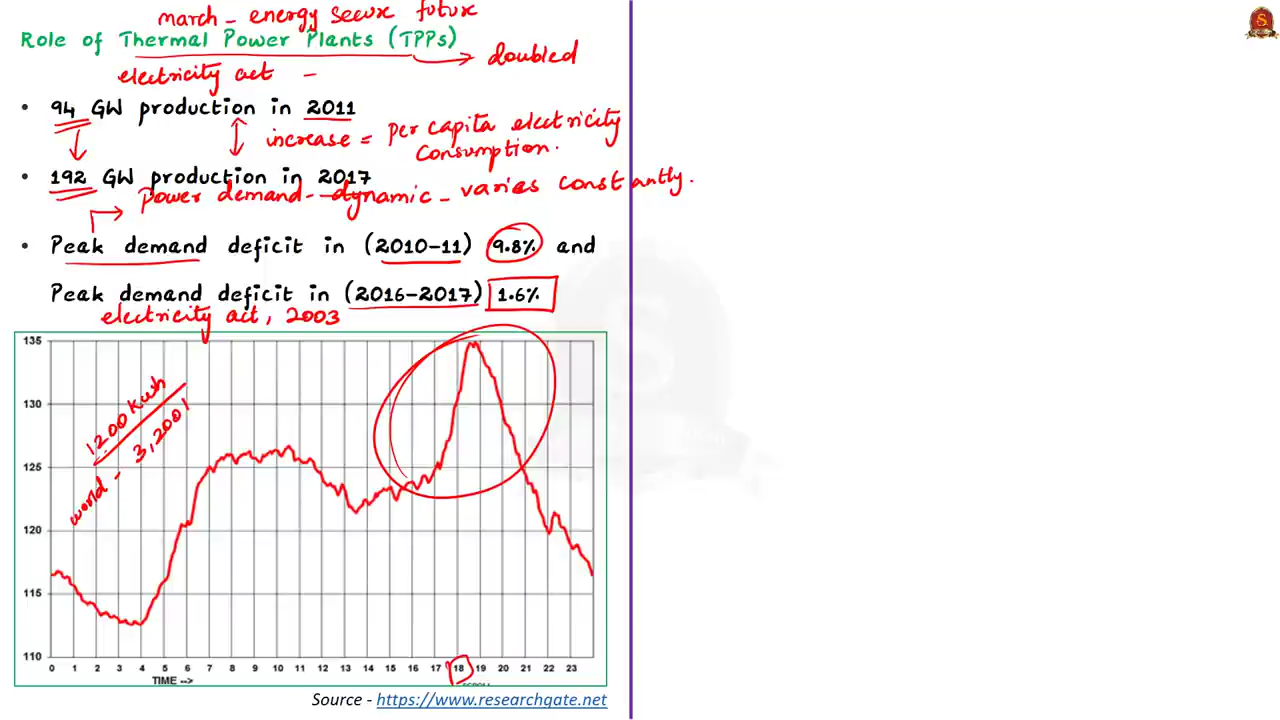 march - energy secure future
Role of Thermal Power Plants (TPPs)
doubled
electricity act -
• 94 GW production in 2011
increase = Per capita electricity
consumption.
• 192 GW production in 2017
Power demand - dynamic - varies constantly.
• Peak demand deficit in (2010-11) 9.8% and
Peak demand deficit in (2016-2017) 1.6%
electricity act, 2003
135
130
125
120
115
110
1200 Kwh
world - 3,200
0 1 2 3 4 5 6 7 8 9 10 11 12 13 14 15 16 17 18 19 20 21 22 23
TIME -->
Source - https://www.researchgate.net